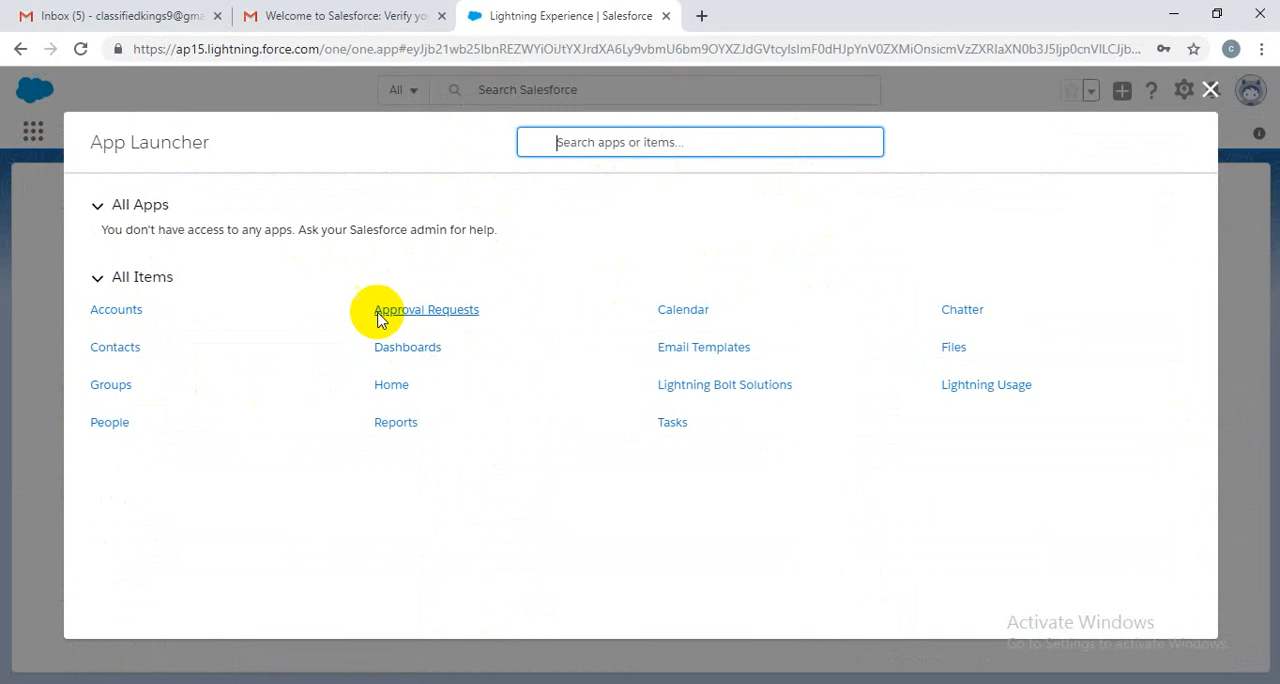 Inbox (5) - classifiedkings9@gma
Welcome to Salesforce: Verify yo
Lightning Experience | Salesforce
https://ap15.lightning.force.com/one/one.app#
All
Search Salesforce
C
App Launcher
Search apps or items...
All Apps
You don't have access to any apps. Ask your Salesforce admin for help.
All Items
Accounts Approval Requests Calendar Chatter
Contacts Dashboards Email Templates Files
Groups Home Lightning Bolt Solutions Lightning Usage
People Reports Tasks
Activate Windows
Go to Settings to activate Windows.